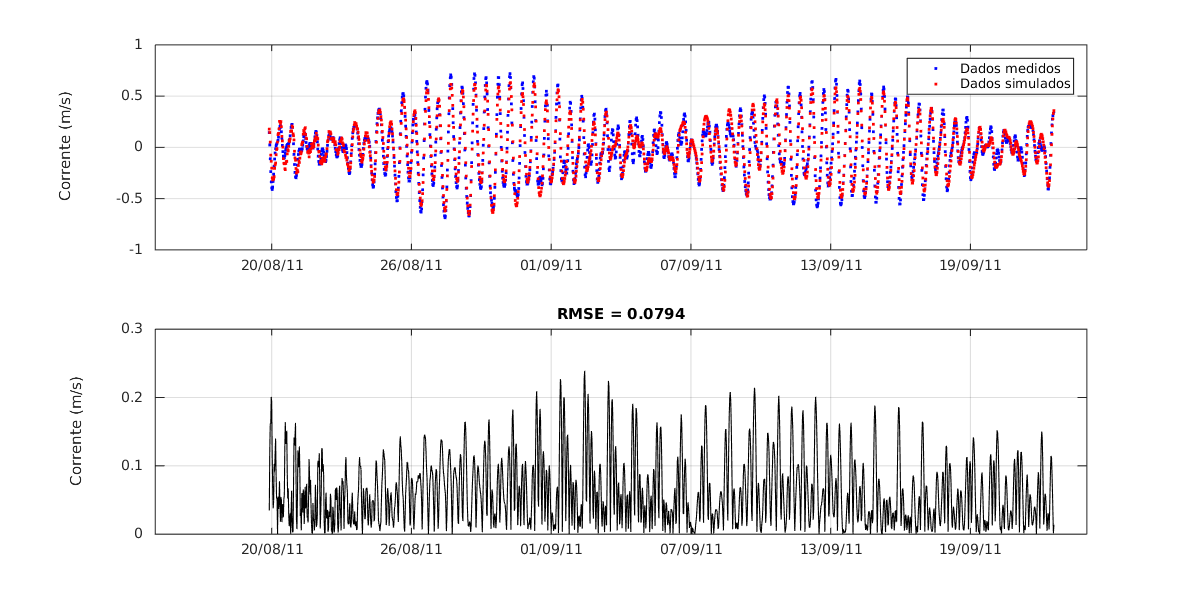 1
0.5
0
-0.5
-1
Corrente (m/s)
Dados medidos
Dados simulados
20/08/11 26/08/11 01/09/11 07/09/11 13/09/11 19/09/11
RMSE = 0.0794
0.3
0.2
0.1
0
Corrente (m/s)
20/08/11 26/08/11 01/09/11 07/09/11 13/09/11 19/09/11